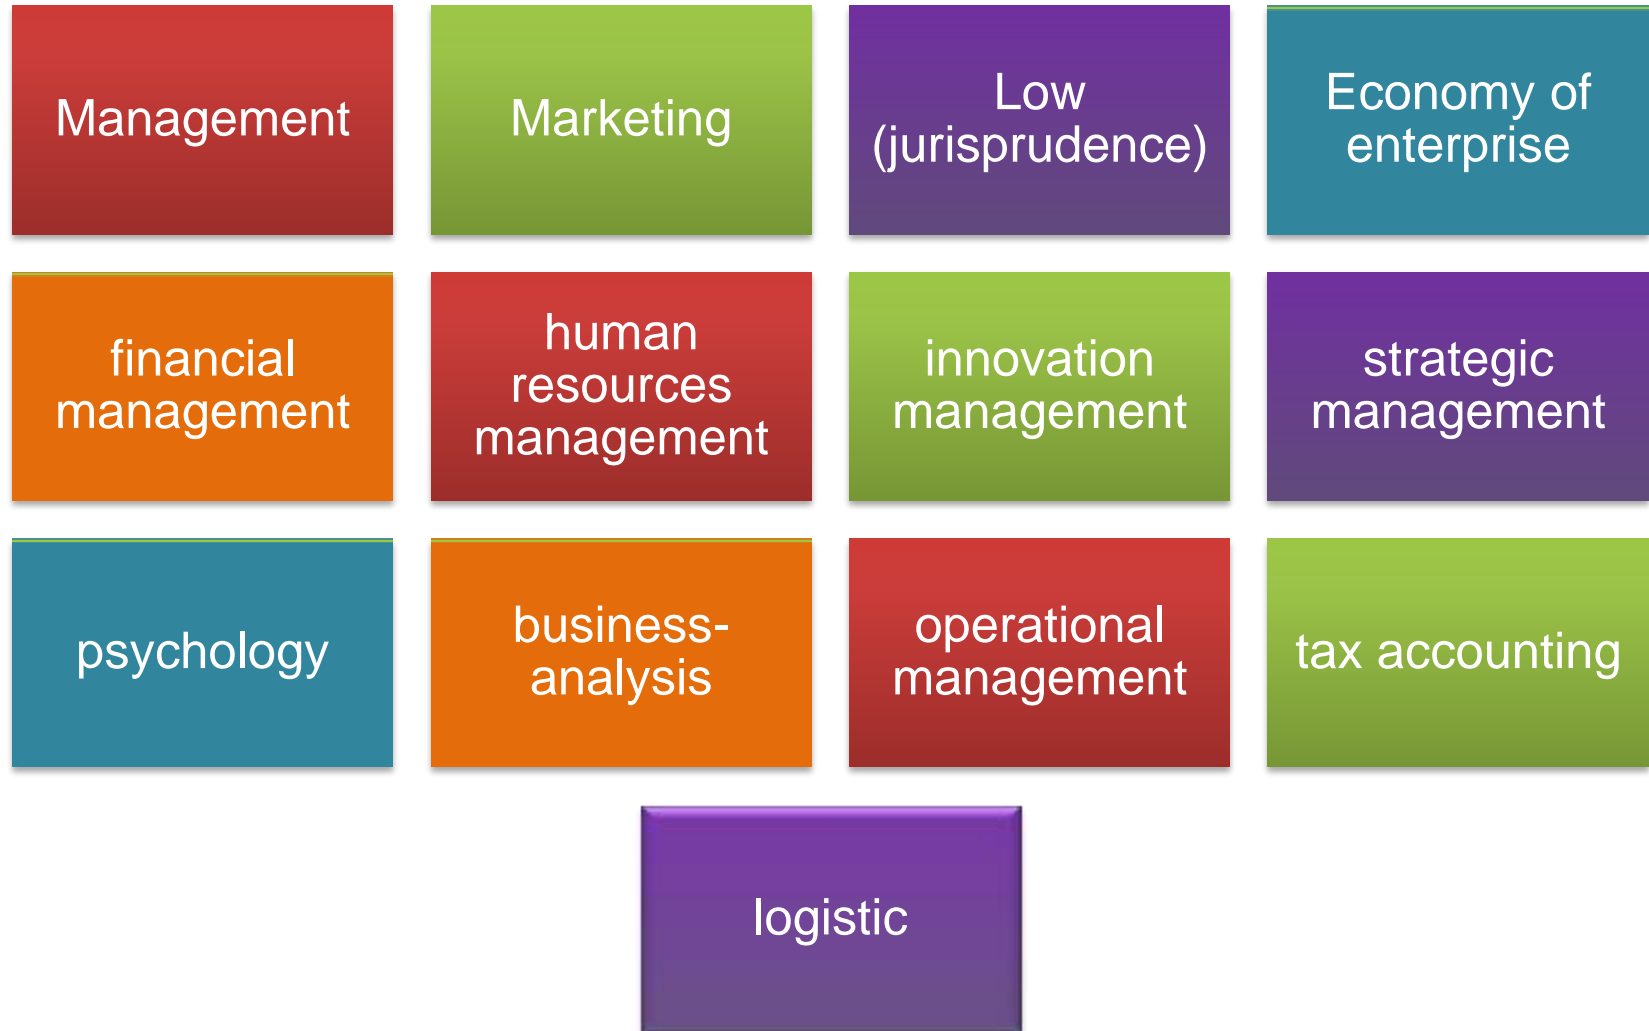 Management
Marketing
Low
(jurisprudence)
Economy of
enterprise
financial
management
human
resources
management
innovation
management
strategic
management
psychology
business-
analysis
operational
management
tax accounting
logistic